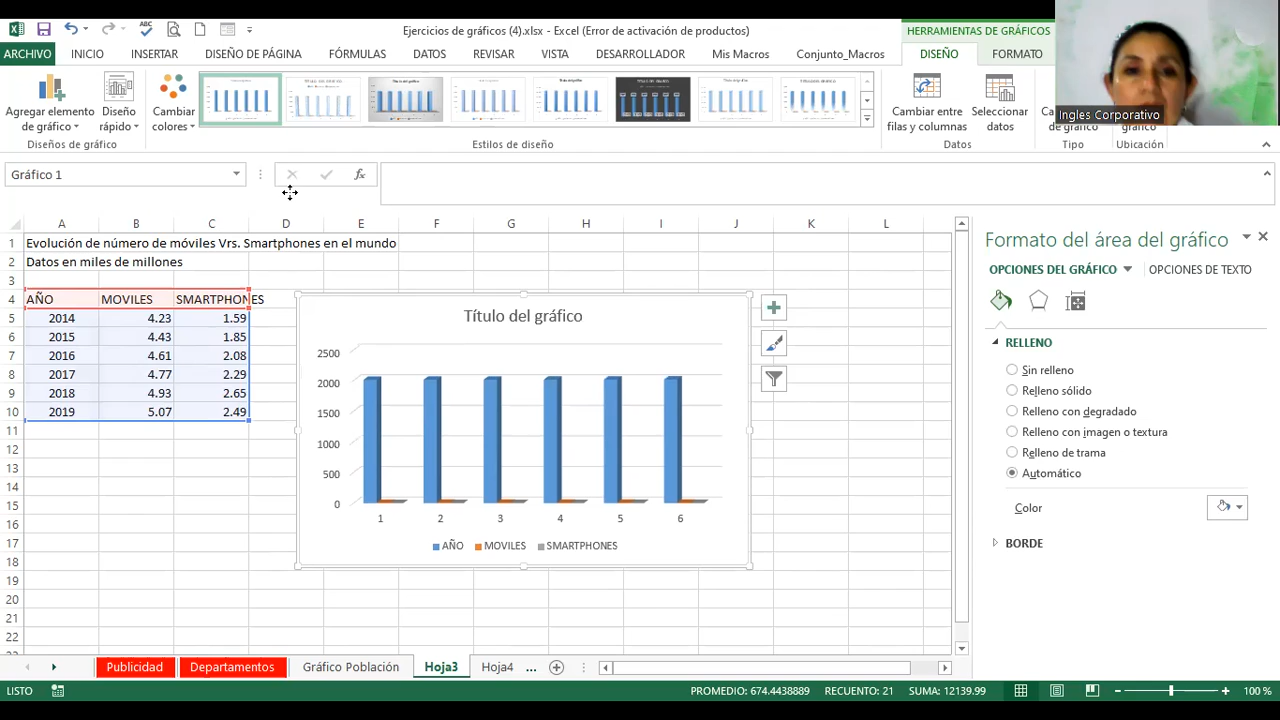 Ejercicios de gráficos (4).xlsx - Excel (Error de activación de productos)
HERRAMIENTAS DE GRÁFICOS
ARCHIVO INICIO INSERTAR DISEÑO DE PÁGINA FÓRMULAS DATOS REVISAR VISTA DESARROLLADOR Mis Macros Conjunto_Macros DISEÑO FORMATO
Agregar elemento de gráfico
Diseño rápido
Cambiar colores
Cambiar entre filas y columnas
Seleccionar datos
de gráfico
gráfico
Diseños de gráfico Estilos de diseño Datos Tipo Ubicación
Ingles Corporativo
Gráfico 1
fx
A B C D E F G H I J K L
1 Evolución de número de móviles Vrs. Smartphones en el mundo
2 Datos en miles de millones
3
4 AÑO MOVILES SMARTPHONES
5 2014 4.23 1.59
6 2015 4.43 1.85
7 2016 4.61 2.08
8 2017 4.77 2.29
9 2018 4.93 2.65
10 2019 5.07 2.49
11
12
13
14
15
16
17
18
19
20
21
22
Título del gráfico
2500
2000
1500
1000
500
0
1 2 3 4 5 6
AÑO MOVILES SMARTPHONES
Formato del área del gráfico
OPCIONES DEL GRÁFICO OPCIONES DE TEXTO
RELLENO
Sin relleno
Relleno sólido
Relleno con degradado
Relleno con imagen o textura
Relleno de trama
Automático
Color
BORDE
Publicidad Departamentos Gráfico Población Hoja3 Hoja4 ...
LISTO PROMEDIO: 674.4438889 RECUENTO: 21 SUMA: 12139.99 100 %